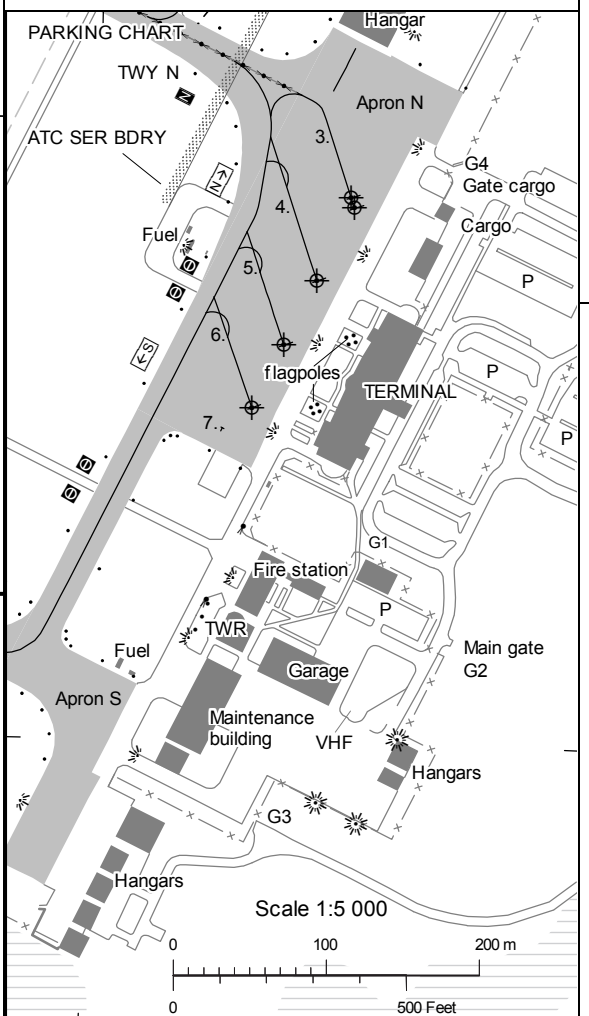 Hangar
PARKING CHART
TWY N
N
Apron N
3.
ATC SER BDRY
G4
Gate cargo
N
4.
Cargo
Fuel
5.
P
6.
S
flagpoles
P
TERMINAL
7.
P
G1
Fire station
P
TWR
Fuel
Garage
Main gate
G2
Apron S
Maintenance
building
VHF
Hangars
G3
Hangars
Scale 1:5 000
0 100 200 m
0 500 Feet